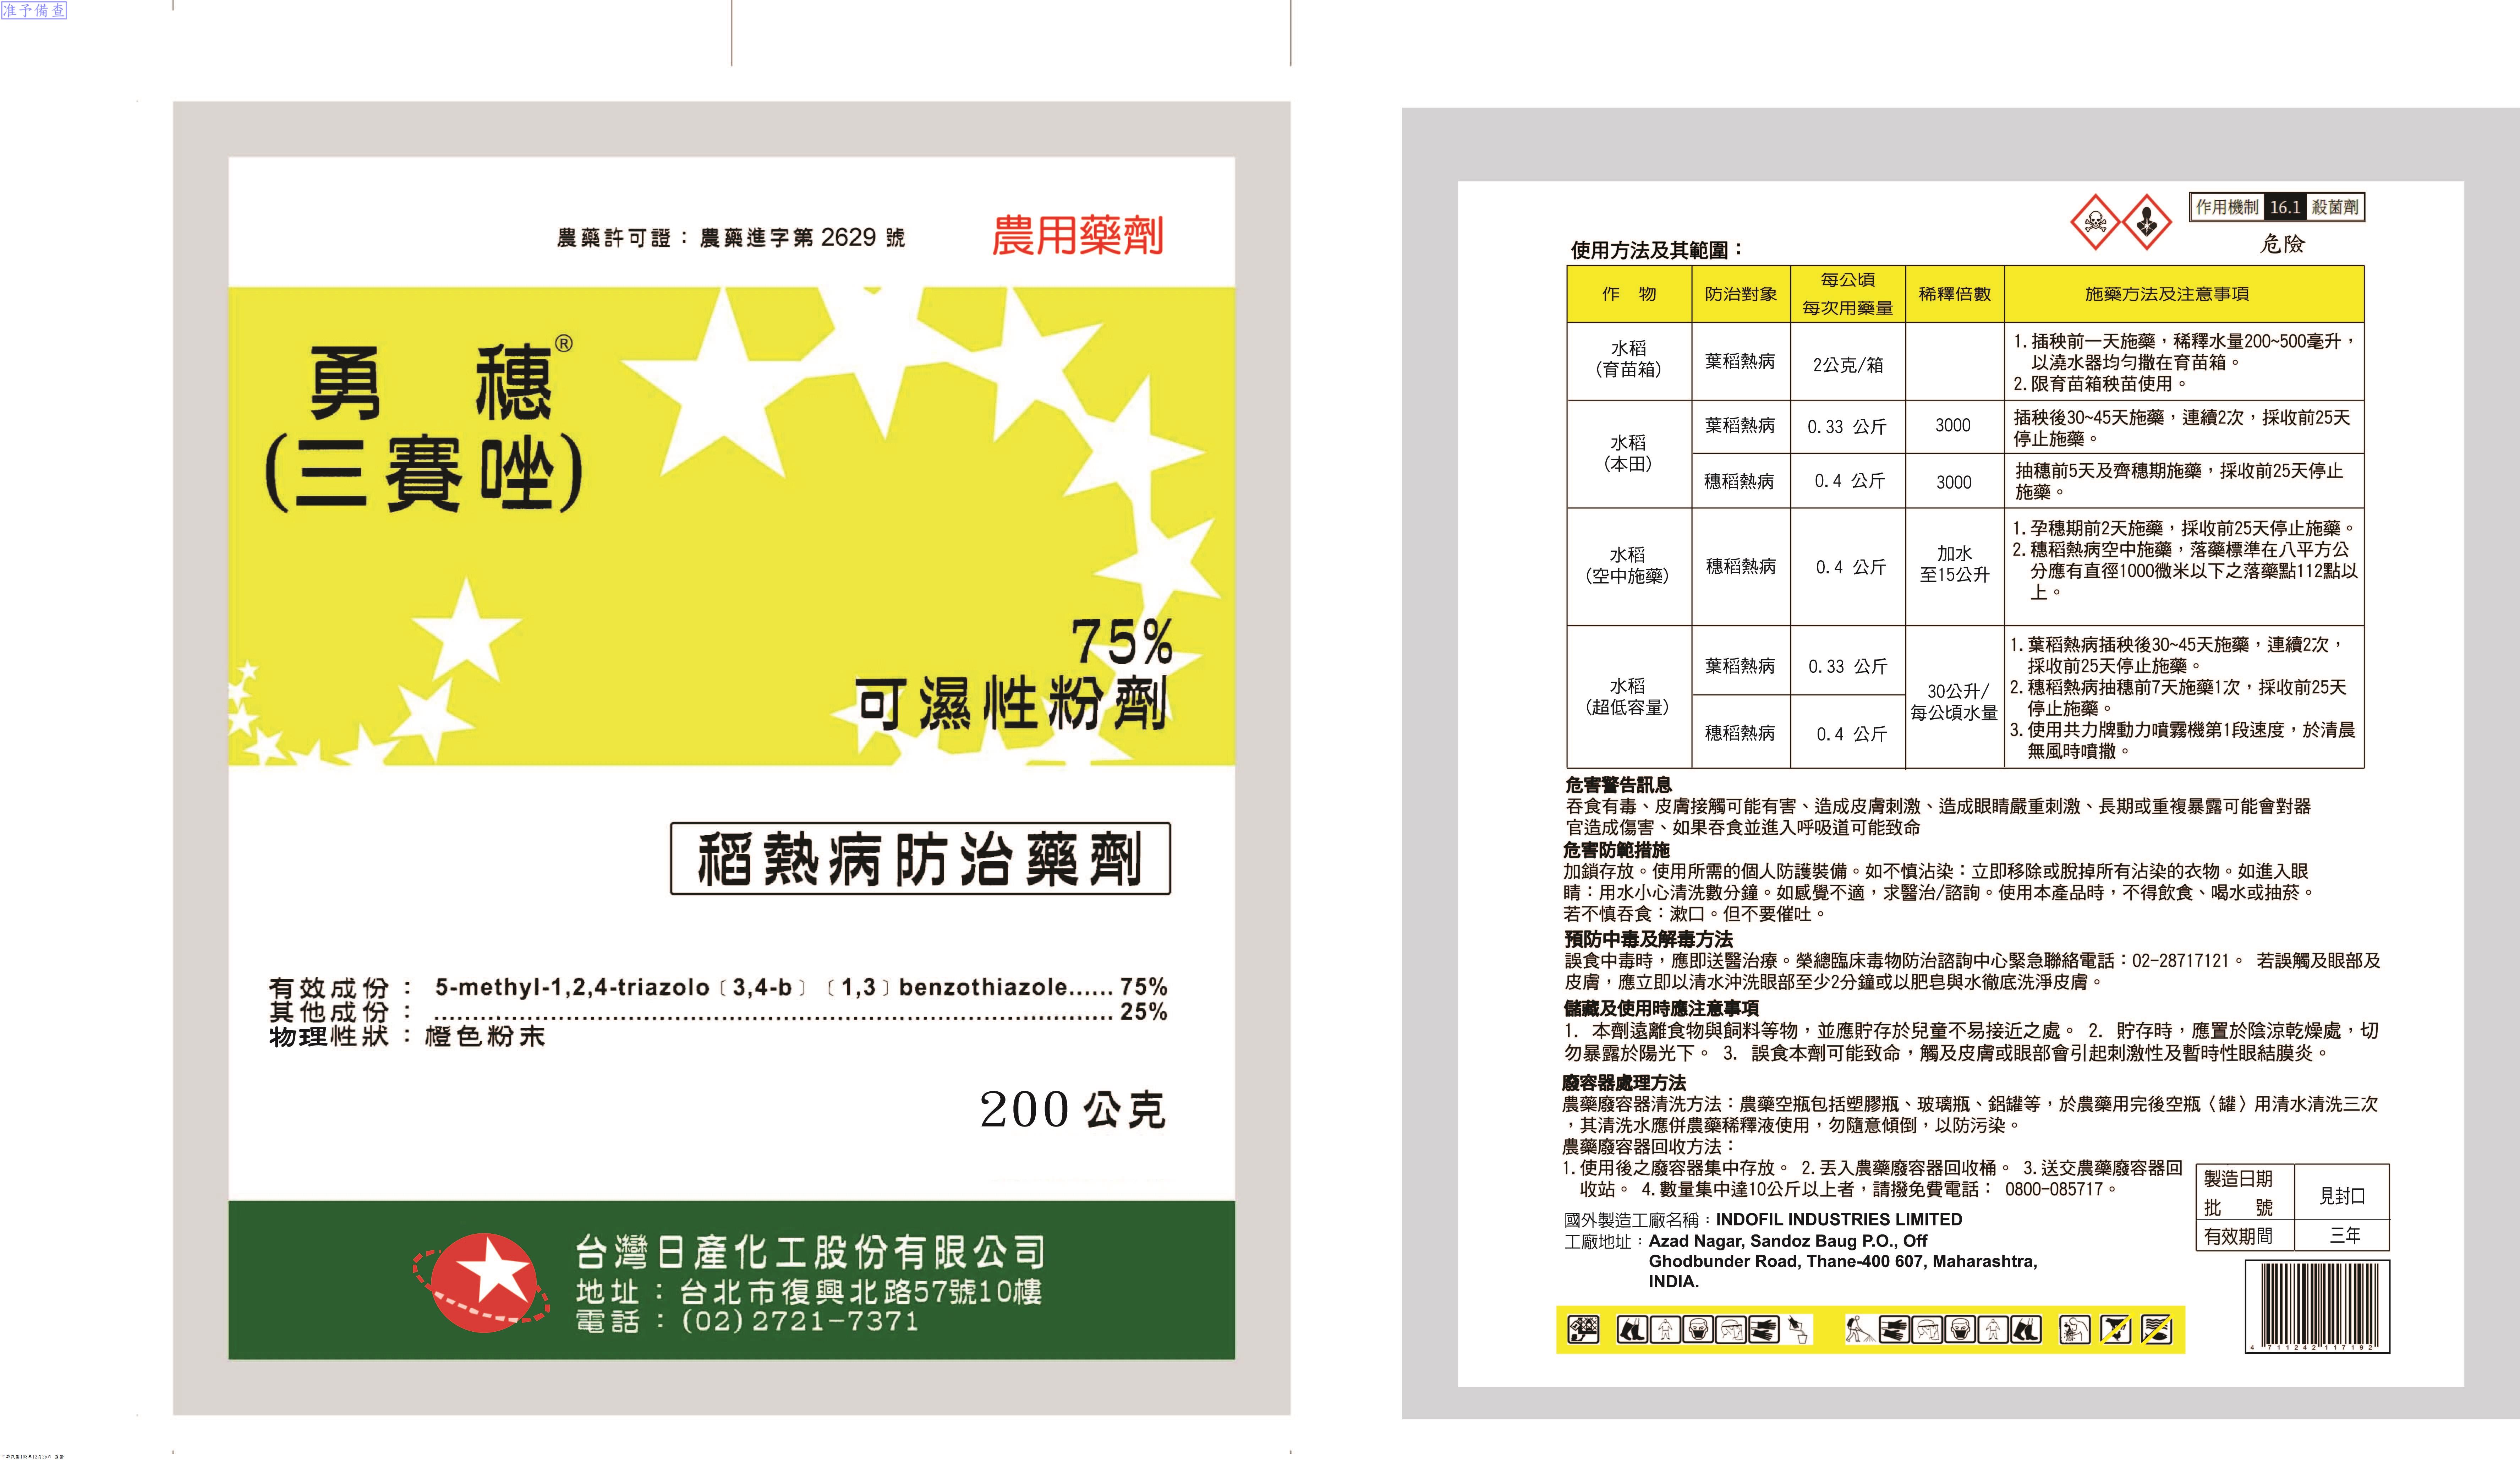 准予備查
農藥許可證：農藥進字第 2629 號
農用藥劑
勇 穗®
(三賽唑)
75%
可濕性粉劑
稻熱病防治藥劑
有效成份： 5-methyl-1,2,4-triazolo〔3,4-b〕〔1,3〕benzothiazole...... 75%
其他成份：.......................................................................................... 25%
物理性狀：橙色粉末
200 公克
台灣日產化工股份有限公司
地址：台北市復興北路57號10樓
電話：(02)2721-7371
作用機制 16.1 殺菌劑
危險
使用方法及其範圍：
作 物 防治對象 每公頃 每次用藥量 稀釋倍數 施藥方法及注意事項
水稻
(育苗箱)
葉稻熱病 2公克/箱
1.插秧前一天施藥，稀釋水量200~500毫升，
以澆水器均勻撒在育苗箱。
2.限育苗箱秧苗使用。
水稻
(本田)
葉稻熱病 0.33 公斤 3000
插秧後30~45天施藥，連續2次，採收前25天
停止施藥。
穗稻熱病 0.4 公斤 3000
抽穗前5天及齊穗期施藥，採收前25天停止
施藥。
水稻
(空中施藥)
穗稻熱病 0.4 公斤
加水
至15公升
1.孕穗期前2天施藥，採收前25天停止施藥。
2.穗稻熱病空中施藥，落藥標準在八平方公
分應有直徑1000微米以下之落藥點112點以
上。
水稻
(超低容量)
葉稻熱病 0.33 公斤
穗稻熱病 0.4 公斤
30公升/
每公頃水量
1.葉稻熱病插秧後30~45天施藥，連續2次，
採收前25天停止施藥。
2.穗稻熱病抽穗前7天施藥1次，採收前25天
停止施藥。
3.使用共力牌動力噴霧機第1段速度，於清晨
無風時噴撒。
危害警告訊息
吞食有毒、皮膚接觸可能有害、造成皮膚刺激、造成眼睛嚴重刺激、長期或重複暴露可能會對器
官造成傷害、如果吞食並進入呼吸道可能致命
危害防範措施
加鎖存放。使用所需的個人防護裝備。如不慎沾染：立即移除或脫掉所有沾染的衣物。如進入眼
睛：用水小心清洗數分鐘。如感覺不適，求醫治/諮詢。使用本產品時，不得飲食、喝水或抽菸。
若不慎吞食：漱口。但不要催吐。
預防中毒及解毒方法
誤食中毒時，應即送醫治療。榮總臨床毒物防治諮詢中心緊急聯絡電話：02-28717121。 若誤觸及眼部及
皮膚，應立即以清水沖洗眼部至少2分鐘或以肥皂與水徹底洗淨皮膚。
儲藏及使用時應注意事項
1. 本劑遠離食物與飼料等物，並應貯存於兒童不易接近之處。 2. 貯存時，應置於陰涼乾燥處，切
勿暴露於陽光下。 3. 誤食本劑可能致命，觸及皮膚或眼部會引起刺激性及暫時性眼結膜炎。
廢容器處理方法
農藥廢容器清洗方法：農藥空瓶包括塑膠瓶、玻璃瓶、鋁罐等，於農藥用完後空瓶〈罐〉用清水清洗三次
，其清洗水應併農藥稀釋液使用，勿隨意傾倒，以防污染。
農藥廢容器回收方法：
1.使用後之廢容器集中存放。 2.丟入農藥廢容器回收桶。 3.送交農藥廢容器回
收站。 4.數量集中達10公斤以上者，請撥免費電話： 0800-085717。
國外製造工廠名稱：INDOFIL INDUSTRIES LIMITED
工廠地址：Azad Nagar, Sandoz Baug P.O., Off
Ghodbunder Road, Thane-400 607, Maharashtra,
INDIA.
製造日期
批 號
見封口
有效期間 三年
4 711242 117192